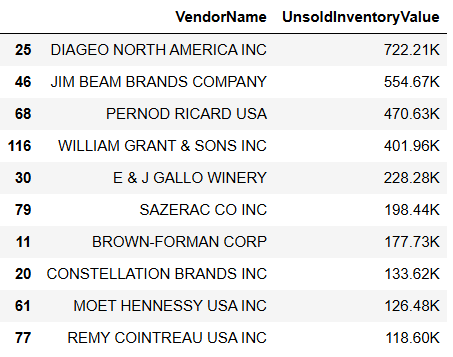 VendorName UnsoldInventoryValue
25 DIAGEO NORTH AMERICA INC 722.21K
46 JIM BEAM BRANDS COMPANY 554.67K
68 PERNOD RICARD USA 470.63K
116 WILLIAM GRANT & SONS INC 401.96K
30 E & J GALLO WINERY 228.28K
79 SAZERAC CO INC 198.44K
11 BROWN-FORMAN CORP 177.73K
20 CONSTELLATION BRANDS INC 133.62K
61 MOET HENNESSY USA INC 126.48K
77 REMY COINTREAU USA INC 118.60K